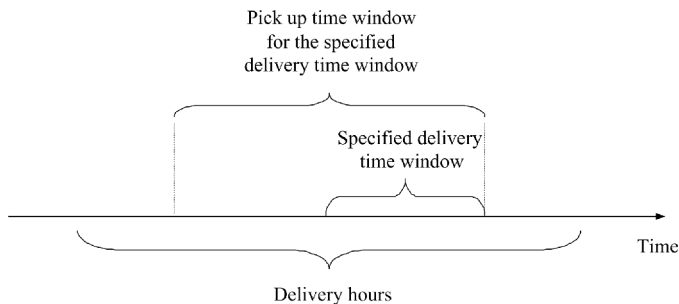 Pick up time window
for the specified
delivery time window
Specified delivery
time window
Time
Delivery hours